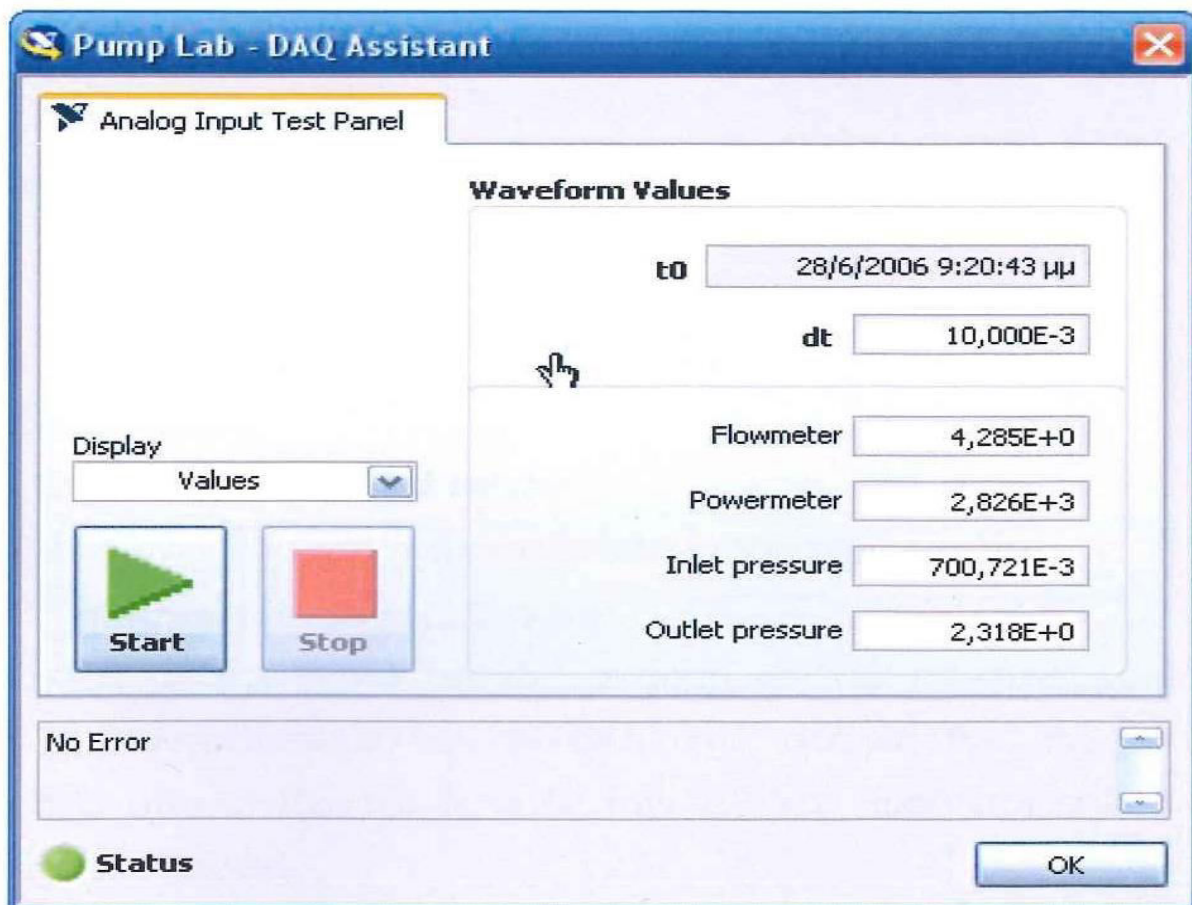 Pump Lab - DAQ Assistant
Analog Input Test Panel
Waveform Values
t0 28/6/2006 9:20:43 μμ
dt 10,000E-3
Display
Values
Flowmeter 4,285E+0
Powermeter 2,826E+3
Inlet pressure 700,721E-3
Outlet pressure 2,318E+0
Start
Stop
No Error
Status
OK